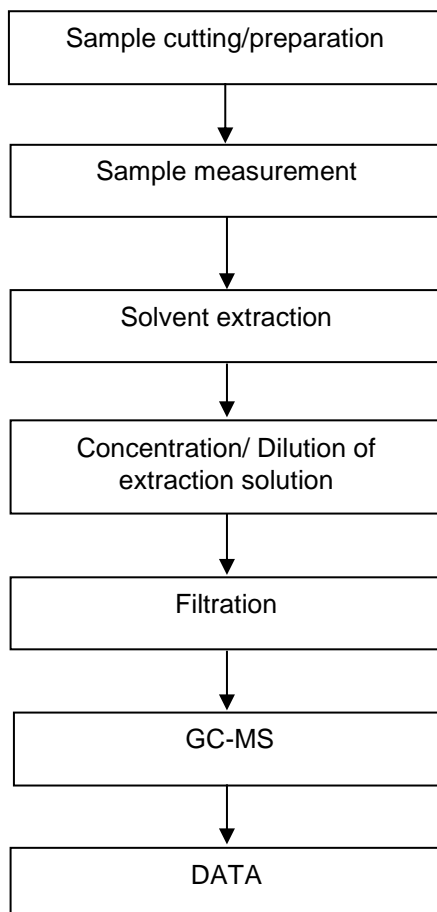 Sample cutting/preparation
Sample measurement
Solvent extraction
Concentration/ Dilution of
extraction solution
Filtration
GC-MS
DATA